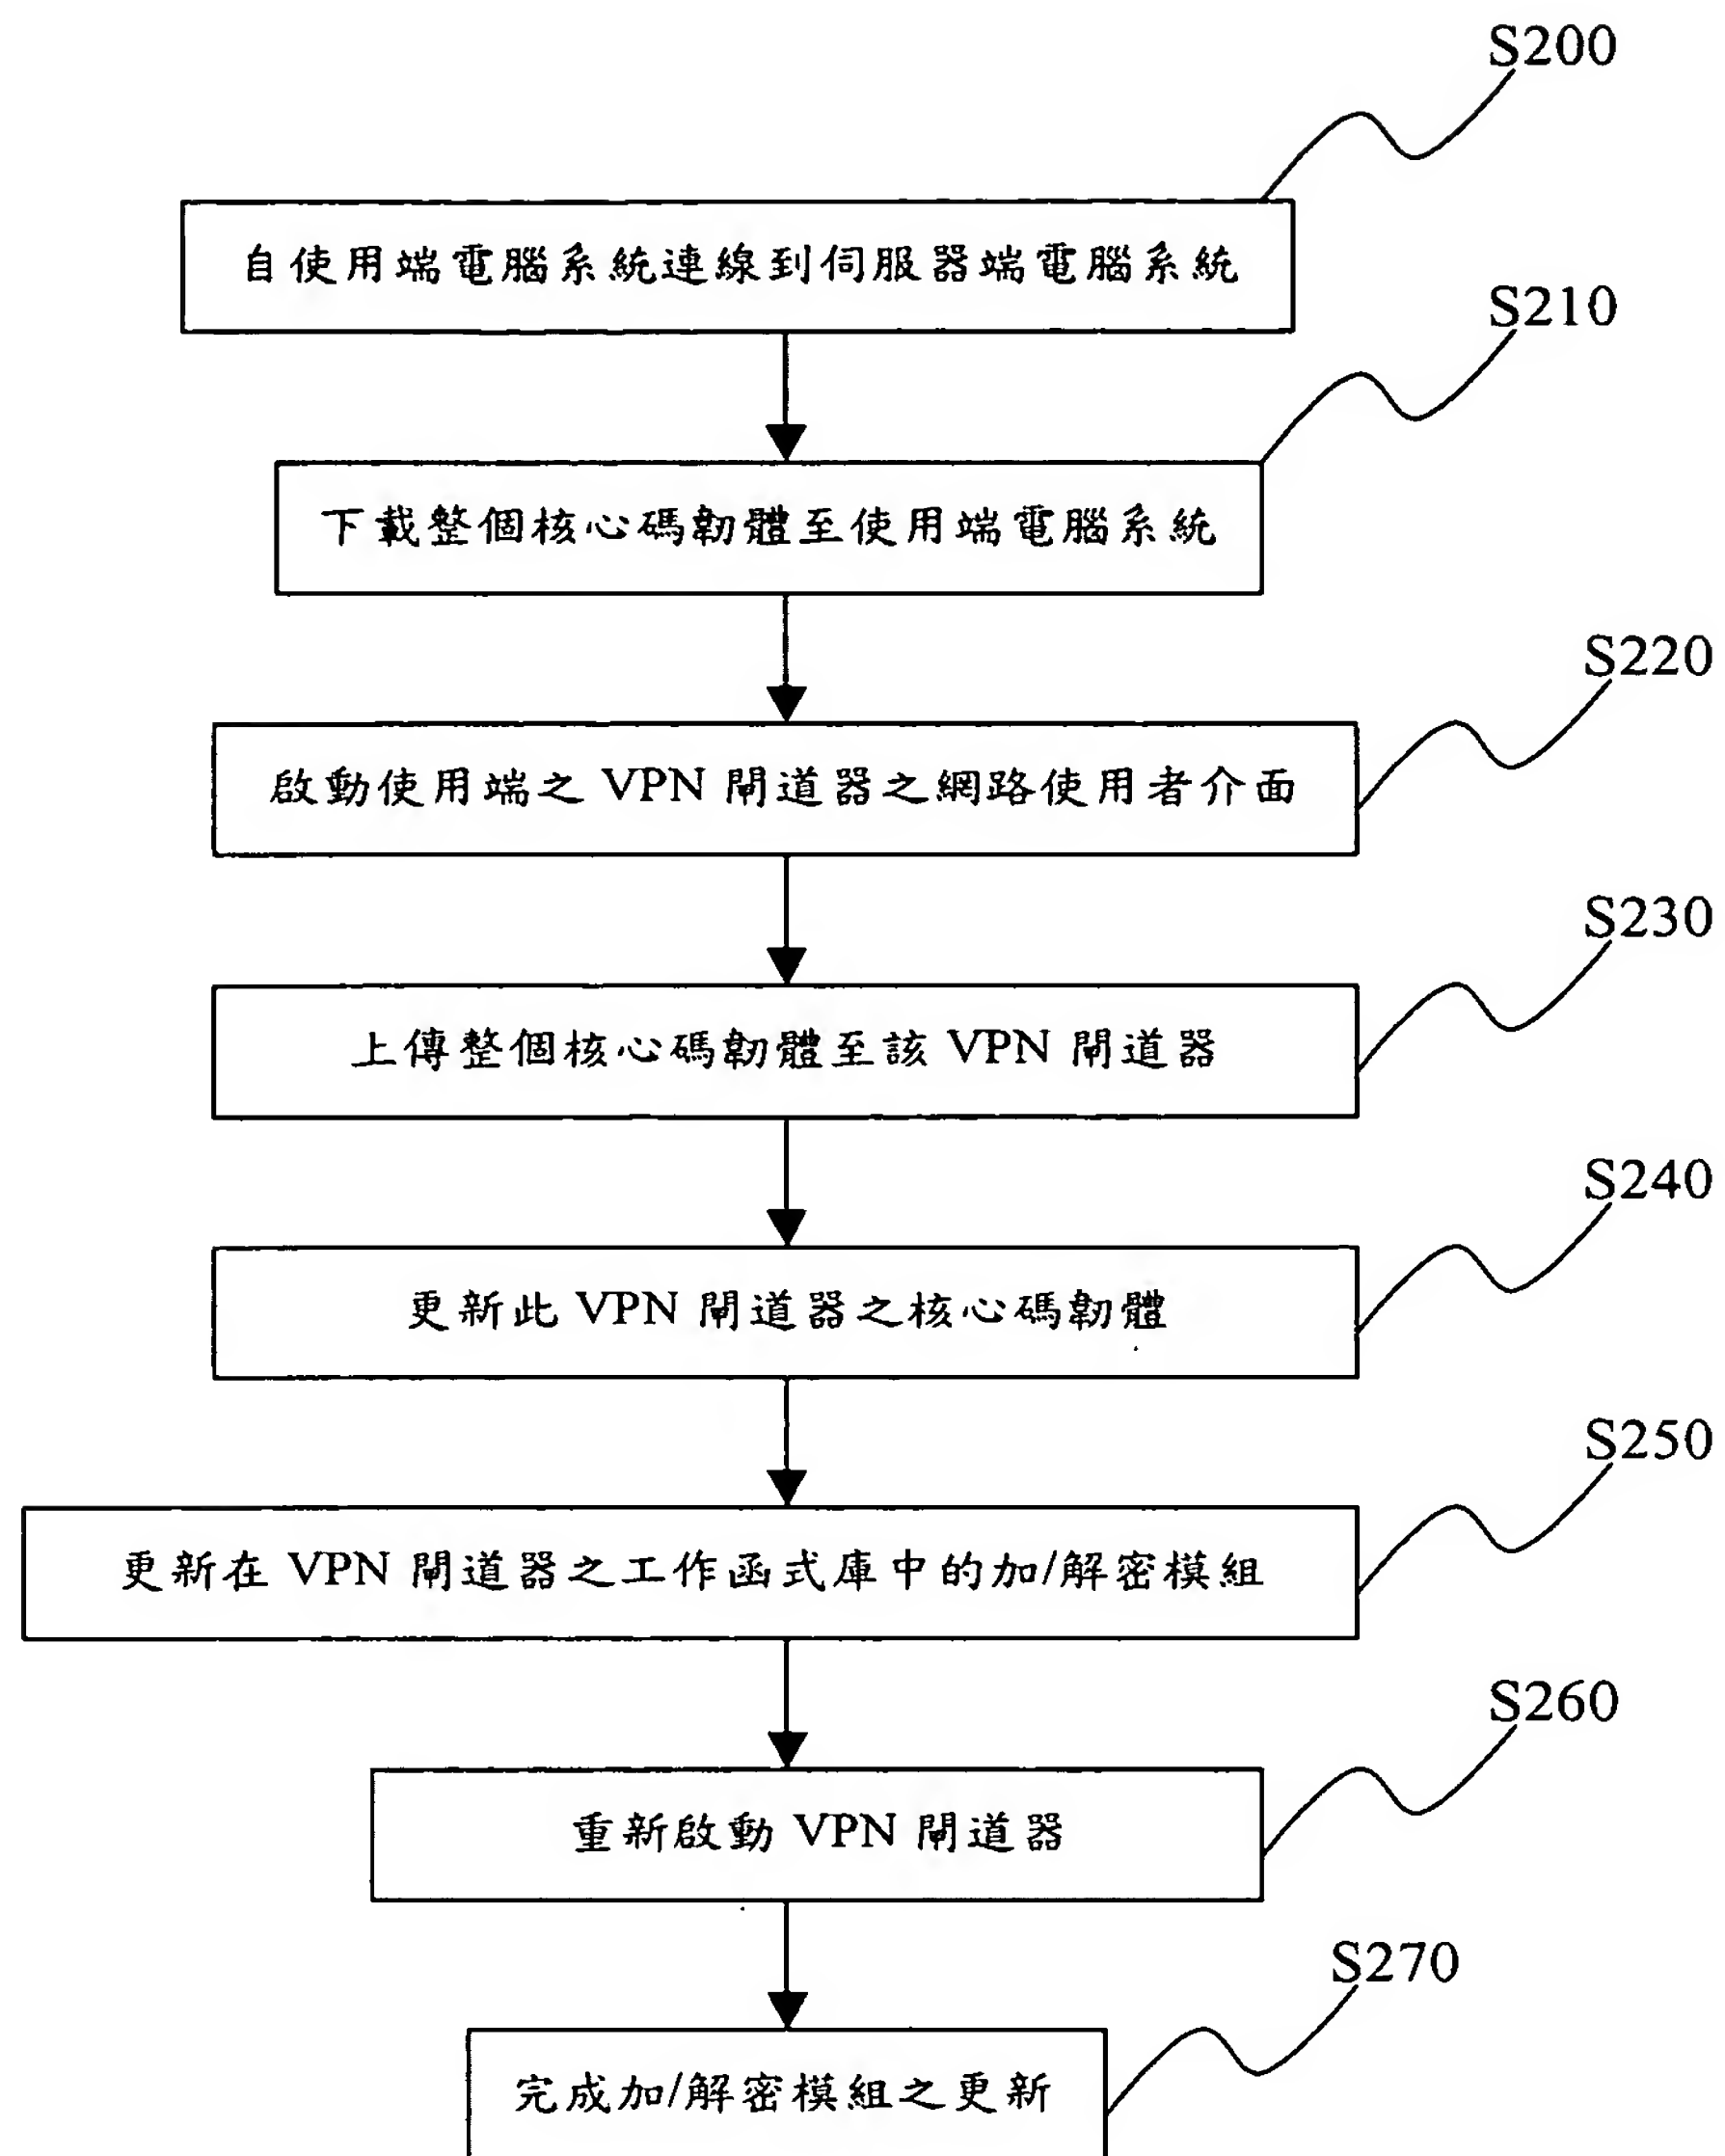 S200
自使用端電腦系統連線到伺服器端電腦系統
S210
下載整個核心碼韌體至使用端電腦系統
S220
啟動使用端之 VPN 閘道器之網路使用者介面
S230
上傳整個核心碼韌體至該 VPN 閘道器
S240
更新此 VPN 閘道器之核心碼韌體
S250
更新在 VPN 閘道器之工作函式庫中的加/解密模組
S260
重新啟動 VPN 閘道器
S270
完成加/解密模組之更新